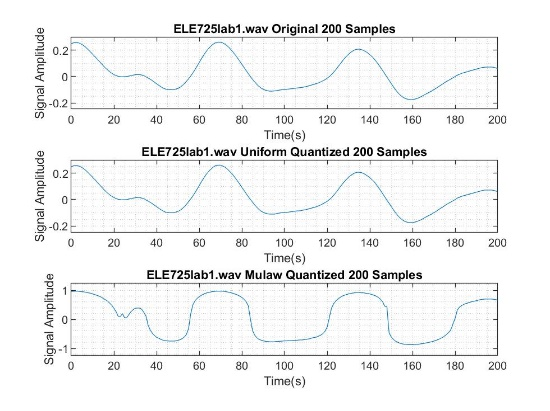 ELE725lab1.wav Original 200 Samples
0.2
0
-0.2
Signal Amplitude
0 20 40 60 80 100 120 140 160 180 200
Time(s)
ELE725lab1.wav Uniform Quantized 200 Samples
0.2
0
-0.2
Signal Amplitude
0 20 40 60 80 100 120 140 160 180 200
Time(s)
ELE725lab1.wav Mulaw Quantized 200 Samples
1
0
-1
Signal Amplitude
0 20 40 60 80 100 120 140 160 180 200
Time(s)